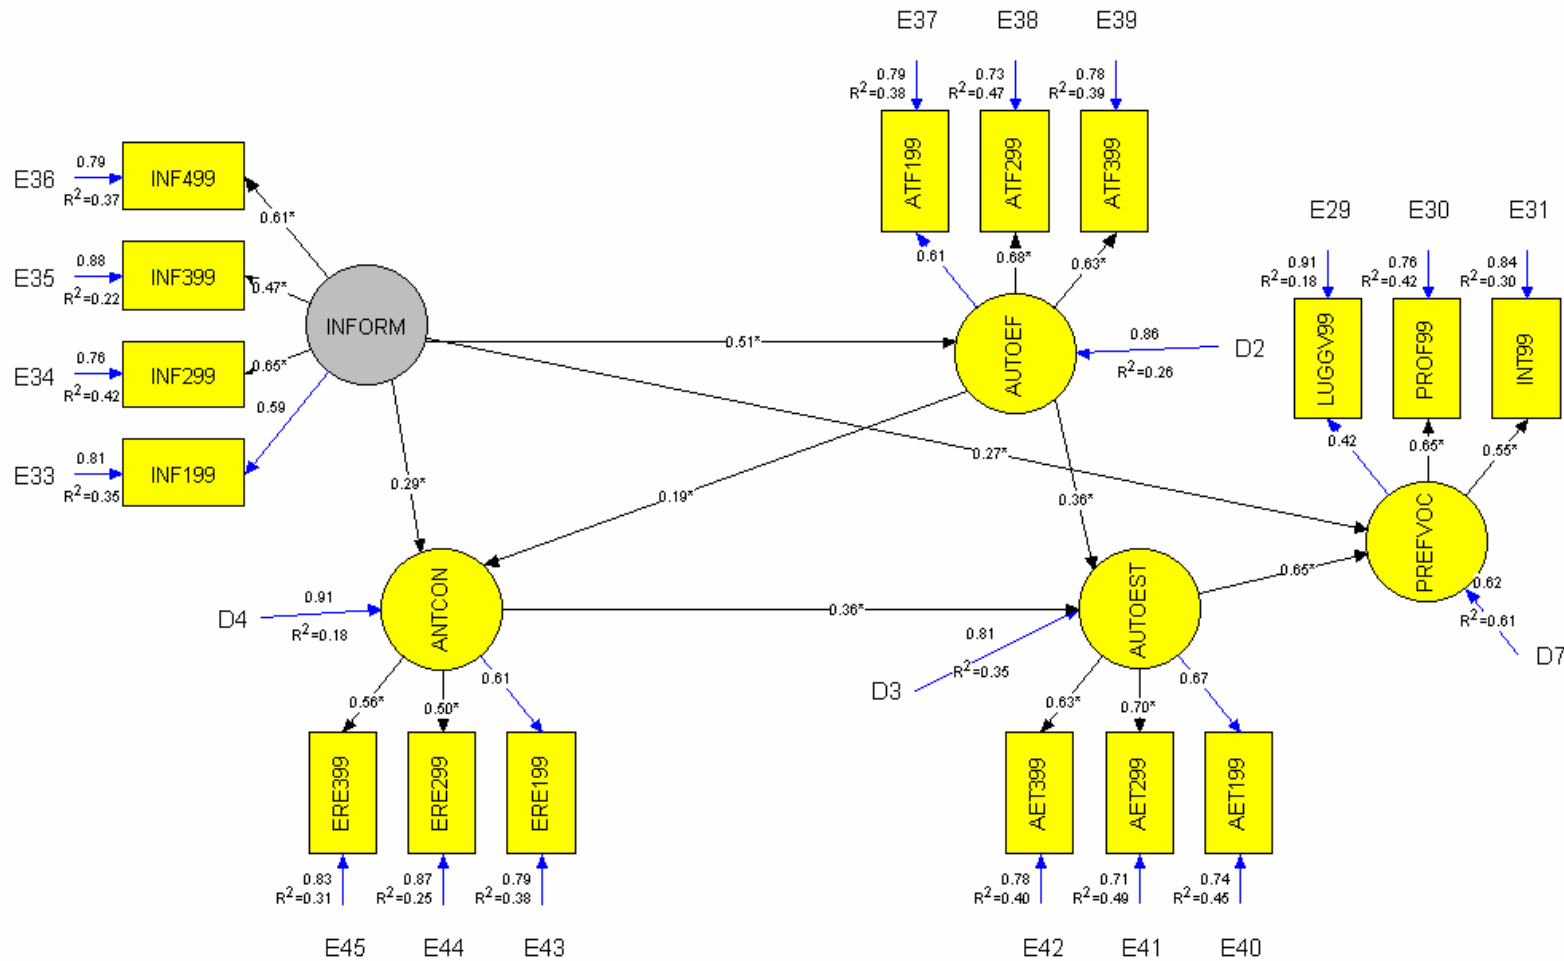 E37
E38
E39
0.79
R²=0.38
0.73
R²=0.47
0.78
R²=0.39
ATF199
ATF299
ATF399
0.61
0.68*
0.63*
E36
0.79
R²=0.37
INF499
0.61*
E35
0.88
R²=0.22
INF399
0.47*
E34
0.76
R²=0.42
INF299
0.65*
E33
0.81
R²=0.35
INF199
0.59
INFORM
0.51*
AUTOEF
0.86
R²=0.26
D2
E29
E30
E31
0.91
R²=0.18
0.76
R²=0.42
0.84
R²=0.30
LUGGV99
PROF99
INT99
0.42
0.65*
0.55*
0.27*
0.29*
0.19*
0.36*
PREFVOC
0.62
R²=0.61
D7
0.65*
D4
0.91
R²=0.18
ANTCON
0.36*
AUTOEST
0.81
R²=0.35
D3
0.56*
0.50*
0.61
0.63*
0.70*
0.67
ERE399
ERE299
ERE199
AET399
AET299
AET199
0.83
R²=0.31
0.87
R²=0.25
0.79
R²=0.38
0.78
R²=0.40
0.71
R²=0.49
0.74
R²=0.45
E45
E44
E43
E42
E41
E40